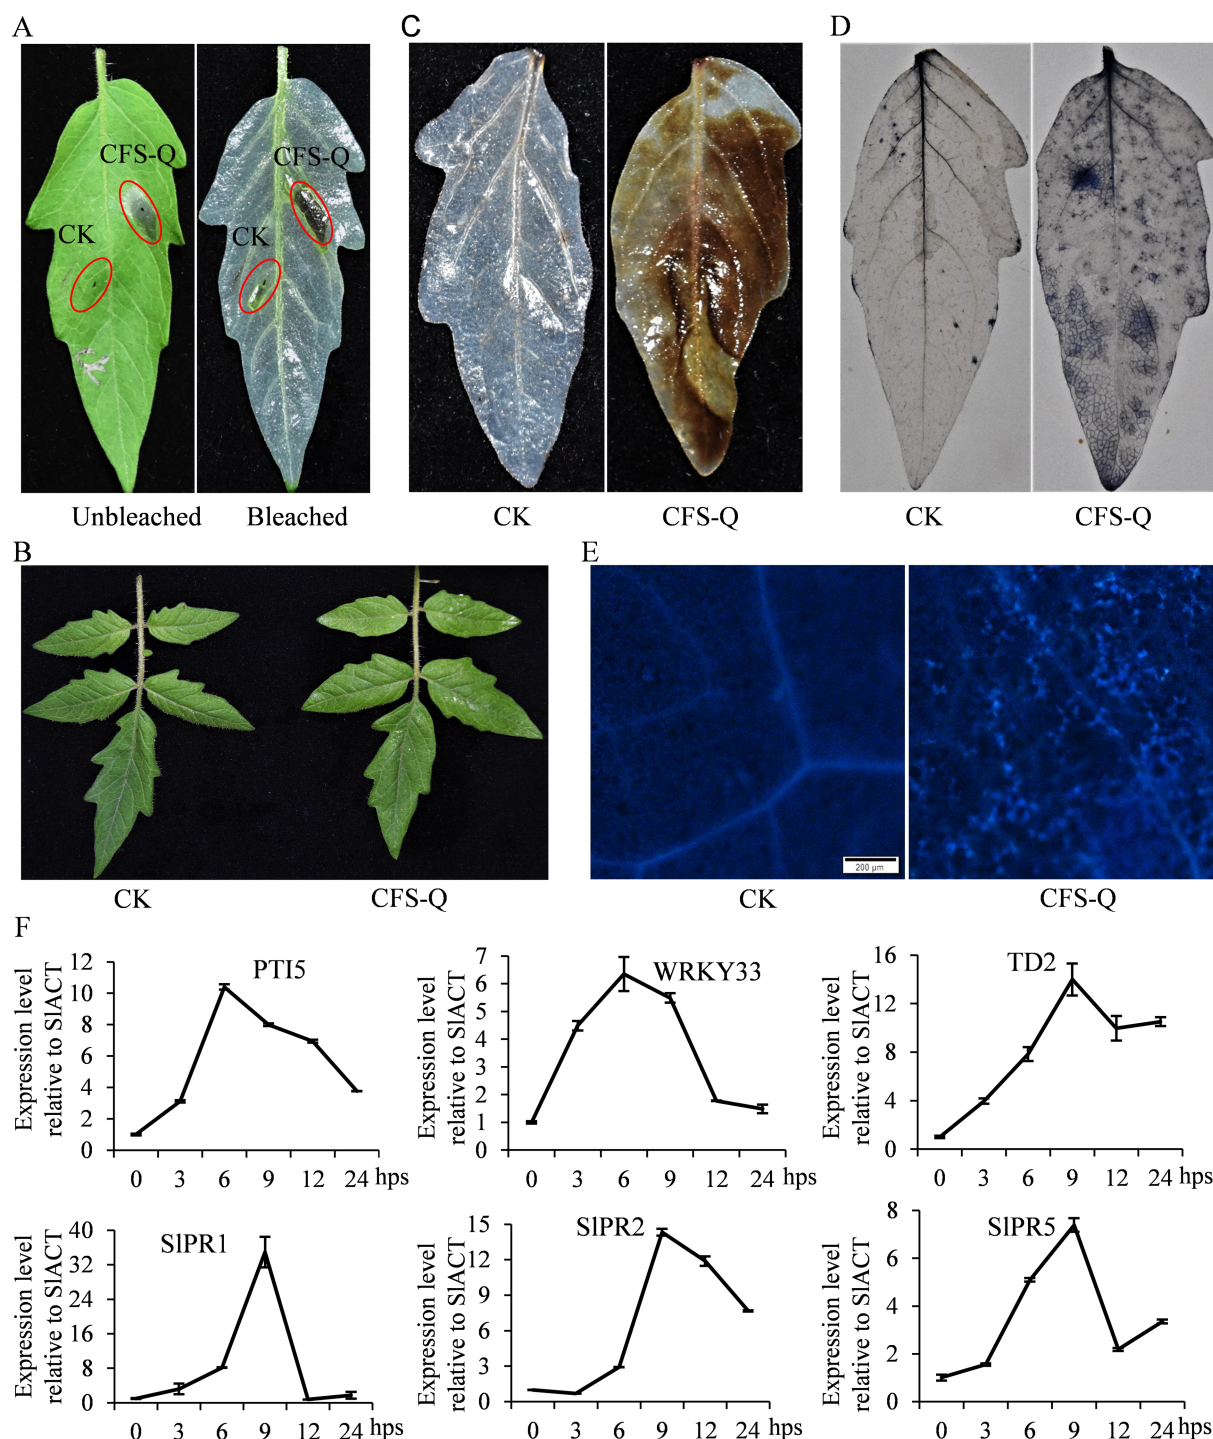 A
C
D
CFS-Q
CFS-Q
CK
CK
Unbleached
Bleached
CK
CFS-Q
CK
CFS-Q
B
E
200 μm
CK
CFS-Q
CK
CFS-Q
F
Expression level
relative to SlACT
12
10
8
6
4
2
0
PTI5
0 3 6 9 12 24 hps
Expression level
relative to SlACT
7
6
5
4
3
2
1
0
WRKY33
0 3 6 9 12 24 hps
Expression level
relative to SlACT
16
12
8
4
0
TD2
0 3 6 9 12 24 hps
Expression level
relative to SlACT
40
32
24
16
8
0
SlPR1
0 3 6 9 12 24 hps
Expression level
relative to SlACT
15
12
9
6
3
0
SlPR2
0 3 6 9 12 24 hps
Expression level
relative to SlACT
8
6
4
2
0
SlPR5
0 3 6 9 12 24 hps